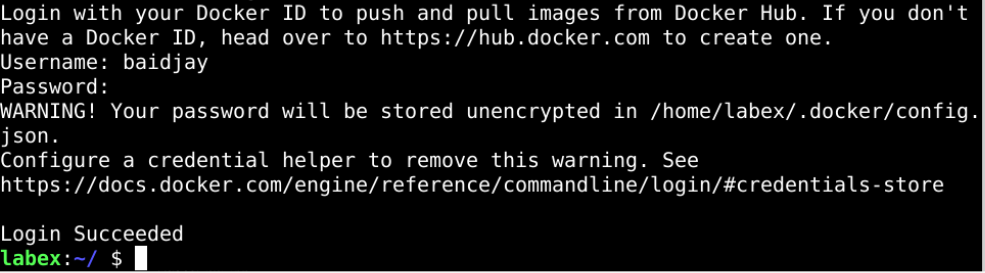 Login with your Docker ID to push and pull images from Docker Hub. If you don't
have a Docker ID, head over to https://hub.docker.com to create one.
Username: baidjay
Password:
WARNING! Your password will be stored unencrypted in /home/labex/.docker/config.
json.
Configure a credential helper to remove this warning. See
https://docs.docker.com/engine/reference/commandline/login/#credentials-store
Login Succeeded
labex:~/ $